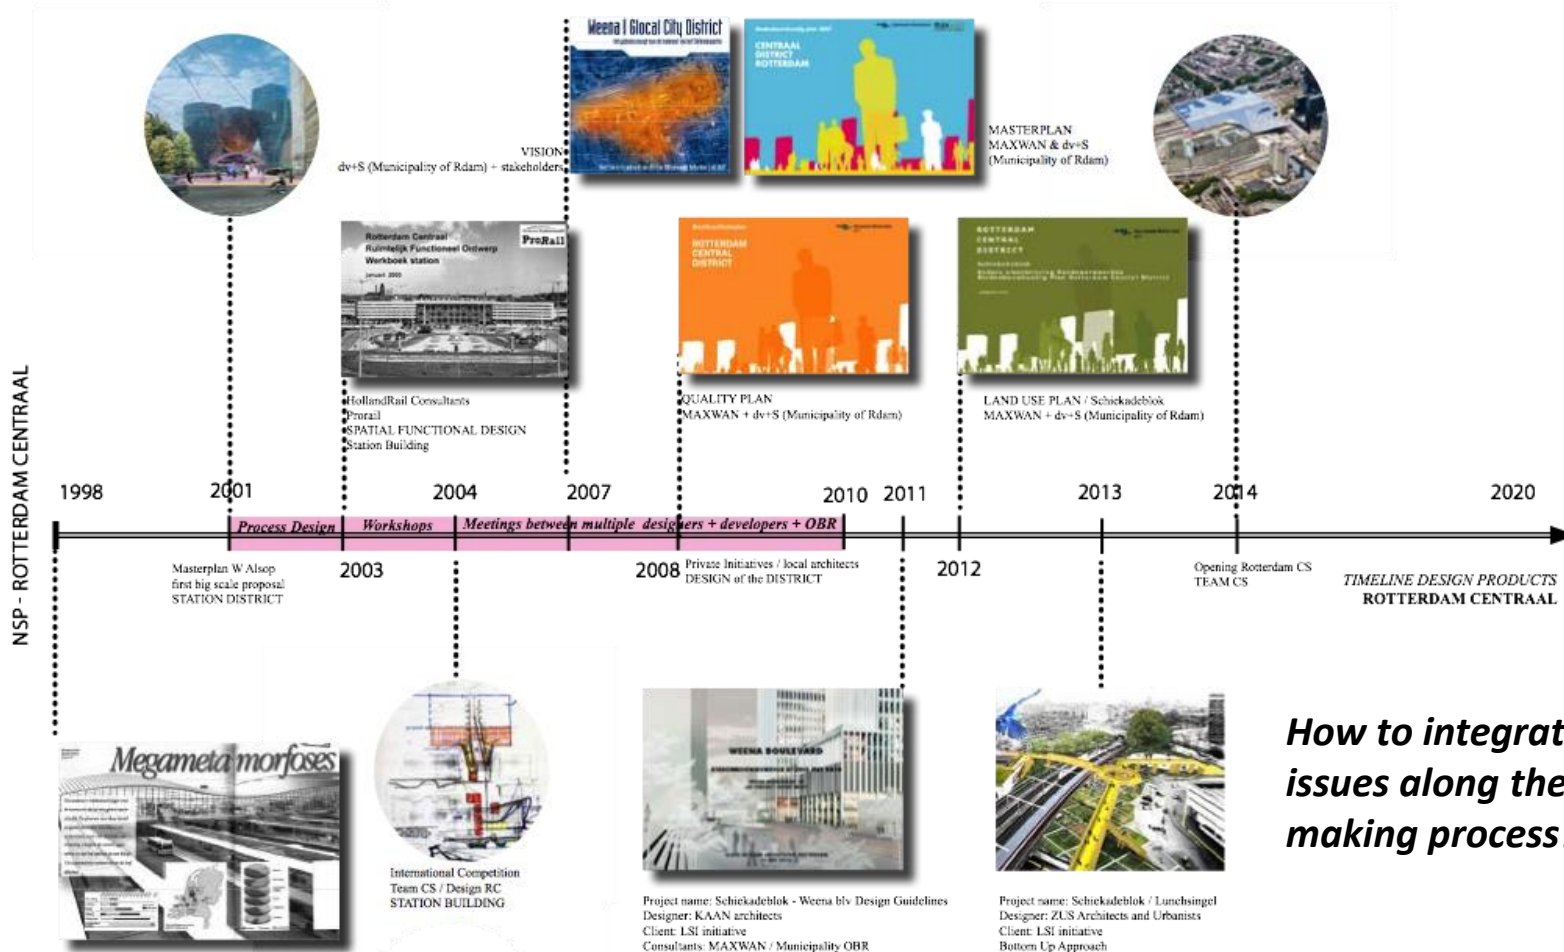 Weena | Glocal City District
CENTRAAL
DISTRICT
ROTTERDAM
VISION
dv+S (Municipality of Rdam) + stakeholders
MASTERPLAN
MAXWAN & dv+S
(Municipality of Rdam)
Rotterdam Centraal
Ruimtelijk Functioneel Ontwerp
Werkboek station
januari 2003
ProRail
ROTTERDAM
CENTRAL
DISTRICT
ROTTERDAM
CENTRAL
DISTRICT
HollandRail Consultants
Prorail
SPATIAL FUNCTIONAL DESIGN
Station Building
QUALITY PLAN
MAXWAN + dv+S (Municipality of Rdam)
LAND USE PLAN / Schiekadeblok
MAXWAN + dv+S (Municipality of Rdam)
NSP - ROTTERDAM CENTRAAL
1998
2001
2004
2007
2010
2011
2013
2014
2020
Process Design
Workshops
Meetings between multiple designers + developers + OBR
Masterplan W Alsop
first big scale proposal
STATION DISTRICT
2003
2008
Private Initiatives / local architects
DESIGN of the DISTRICT
2012
Opening Rotterdam CS
TEAM CS
TIMELINE DESIGN PRODUCTS
ROTTERDAM CENTRAAL
Megametamorfoses
International Competition
Team CS / Design RC
STATION BUILDING
WEENA BOULEVARD
Project name: Schiekadeblok - Weena blv Design Guidelines
Designer: KAAN architects
Client: LSI initiative
Consultants: MAXWAN / Municipality OBR
Project name: Schiekadeblok / Lunchsingel
Designer: ZUS Architects and Urbanists
Client: LSI initiative
Bottom Up Approach
How to integrat
issues along the
making process